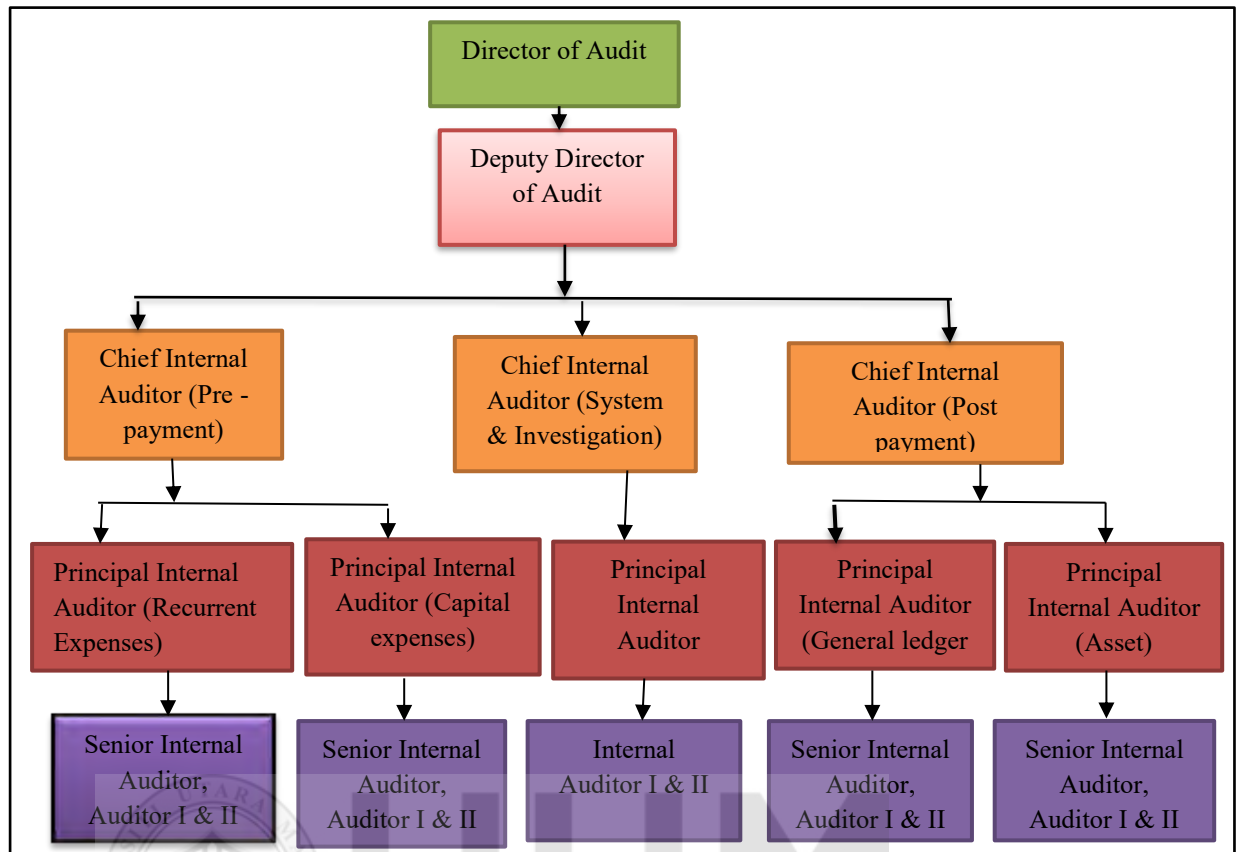 Director of Audit
Deputy Director
of Audit
Chief Internal
Auditor (Pre -
payment)
Chief Internal
Auditor (System
& Investigation)
Chief Internal
Auditor (Post
payment)
Principal Internal
Auditor (Recurrent
Expenses)
Principal Internal
Auditor (Capital
expenses)
Principal
Internal
Auditor
Principal
Internal Auditor
(General ledger
Principal
Internal Auditor
(Asset)
Senior Internal
Auditor,
Auditor I & II
Senior Internal
Auditor,
Auditor I & II
Internal
Auditor I & II
Senior Internal
Auditor,
Auditor I & II
Senior Internal
Auditor,
Auditor I & II
UTARA